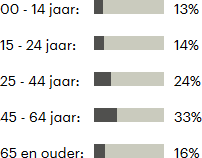 00 - 14 jaar: 13%
15 - 24 jaar: 14%
25 - 44 jaar: 24%
45 - 64 jaar: 33%
65 en ouder: 16%